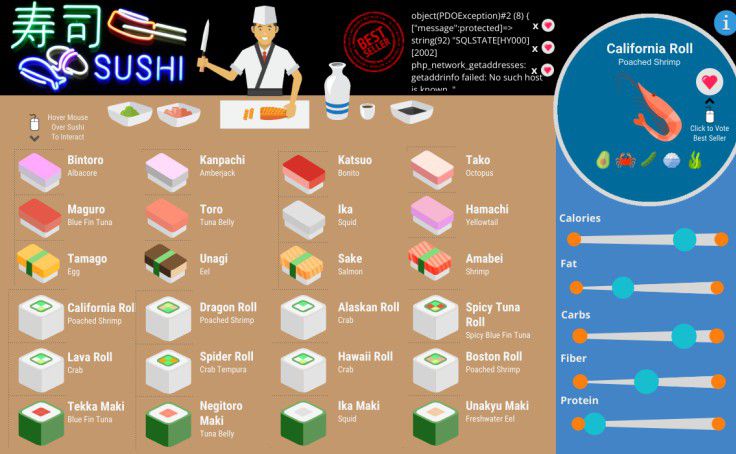 寿司
SUSHI
BEST
SELLER
object(PDOException)#2 (8) {
["message":protected]=>
string(92) "SQLSTATE[HY000]
[2002]
php_network_getaddresses:
getaddrinfo failed: No such host
is known. "
x
x
x
i
California Roll
Poached Shrimp
Click to Vote
Best Seller
Hover Mouse
Over Sushi
To Interact
Bintoro
Albacore
Kanpachi
Amberjack
Katsuo
Bonito
Tako
Octopus
Maguro
Blue Fin Tuna
Toro
Tuna Belly
Ika
Squid
Hamachi
Yellowtail
Tamago
Egg
Unagi
Eel
Sake
Salmon
Amabei
Shrimp
California Roll
Poached Shrimp
Dragon Roll
Poached Shrimp
Alaskan Roll
Crab
Spicy Tuna
Roll
Spicy Blue Fin Tuna
Lava Roll
Crab
Spider Roll
Crab Tempura
Hawaii Roll
Crab
Boston Roll
Poached Shrimp
Tekka Maki
Blue Fin Tuna
Negitoro
Maki
Tuna Belly
Ika Maki
Squid
Unakyu Maki
Freshwater Eel
Calories
Fat
Carbs
Fiber
Protein